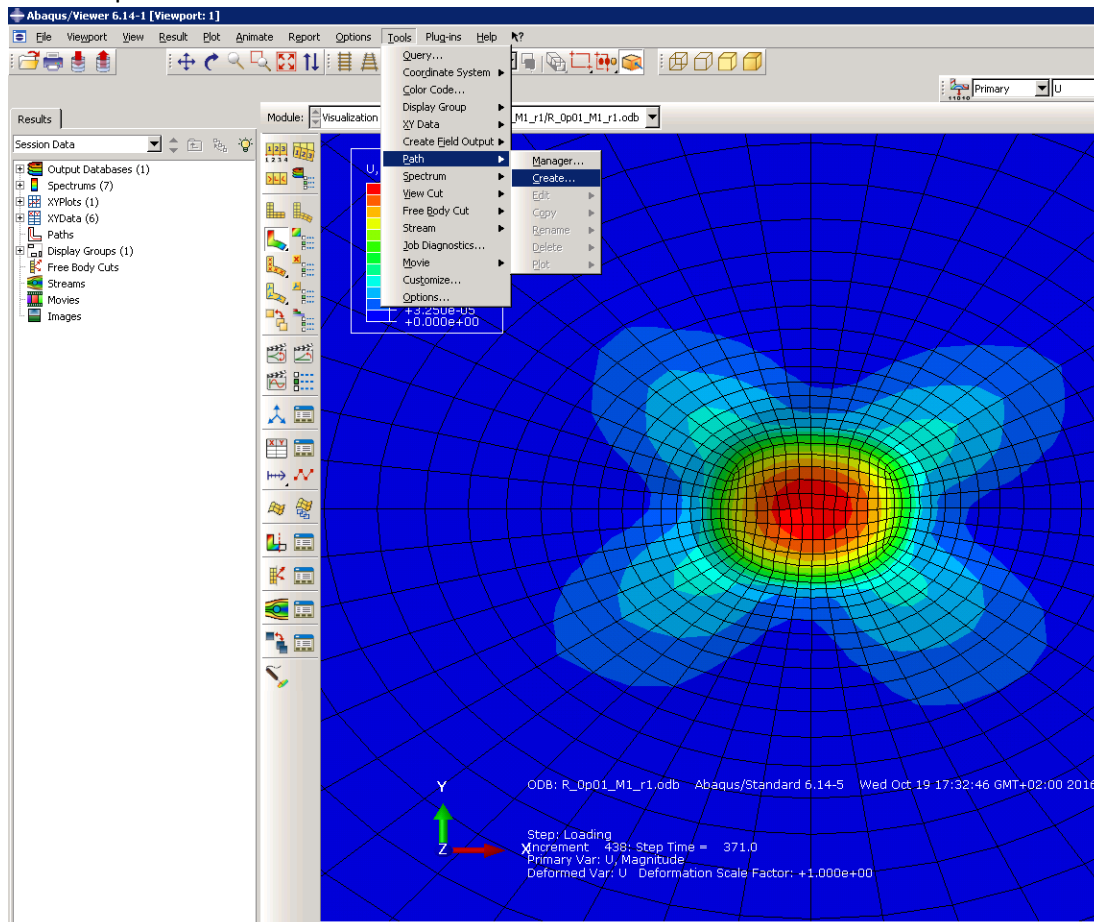 Abaqus/Viewer 6.14-1 [Viewport: 1]
File Viewport View Result Plot Animate Report Options Tools Plug-ins Help
Primary U
Results
Module: Visualization _M1_r1/R_0p01_M1_r1.odb
Session Data
Output Databases (1)
Spectrums (7)
XYPlots (1)
XYData (6)
Paths
Display Groups (1)
Free Body Cuts
Streams
Movies
Images
Query...
Coordinate System
Color Code...
Display Group
XY Data
Create Field Output
Path
Spectrum
View Cut
Free Body Cut
Stream
Job Diagnostics...
Movie
Customize...
Options...
Manager...
Create...
Edit
Copy
Rename
Delete
Plot
U,
+3.250e-05
+0.000e+00
Y
Z X
ODB: R_0p01_M1_r1.odb Abaqus/Standard 6.14-5 Wed Oct 19 17:32:46 GMT+02:00 2016
Step: Loading
Increment 438: Step Time = 371.0
Primary Var: U, Magnitude
Deformed Var: U Deformation Scale Factor: +1.000e+00